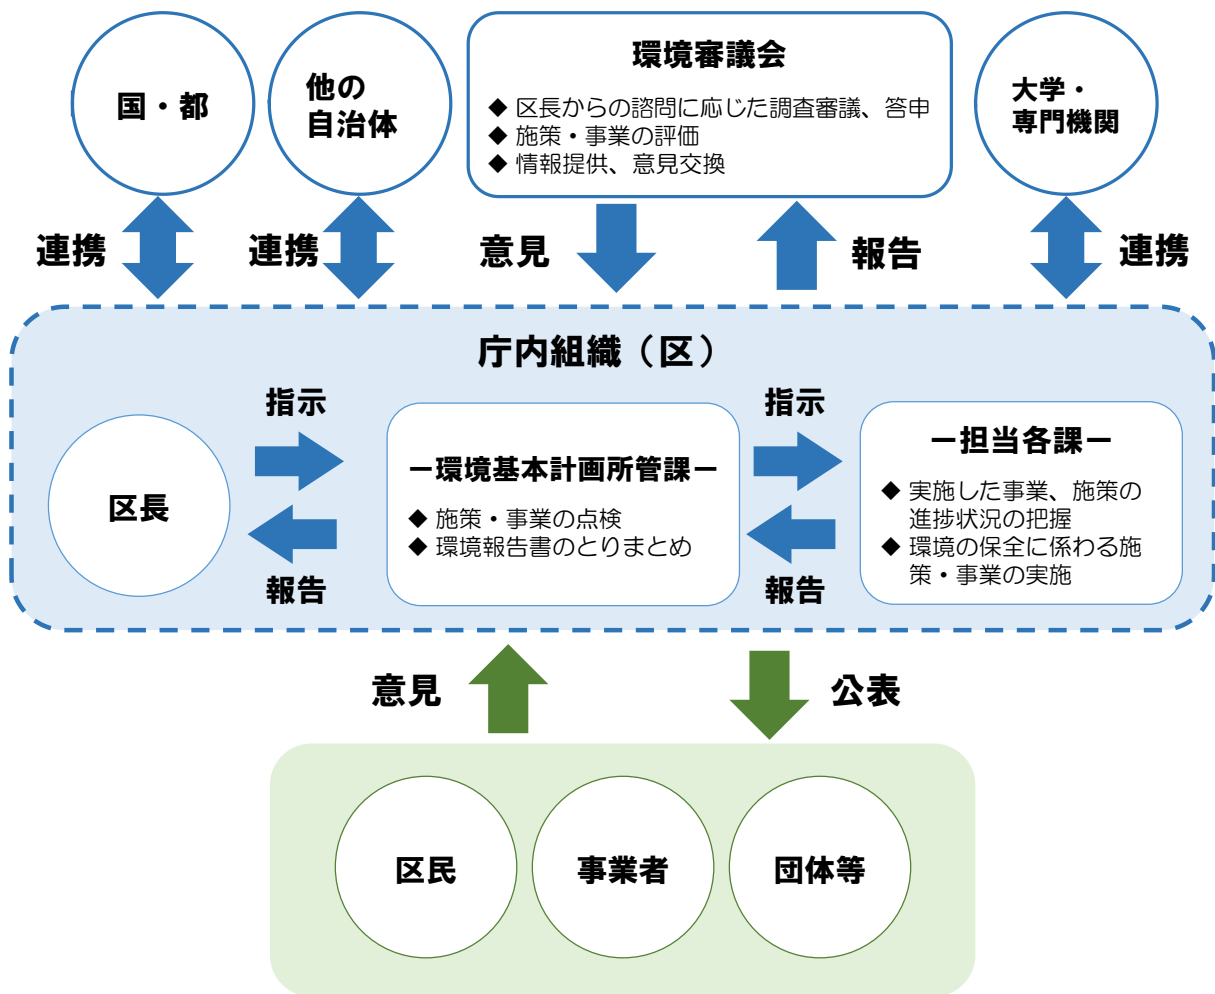 国・都
他の
自治体
環境審議会
◆ 区長からの諮問に応じた調査審議、答申
◆ 施策・事業の評価
◆ 情報提供、意見交換
大学・
専門機関
連携
連携
意見
報告
連携
庁内組織（区）
区長
指示
報告
－環境基本計画所管課－
◆ 施策・事業の点検
◆ 環境報告書のとりまとめ
指示
報告
－担当各課－
◆ 実施した事業、施策の
進捗状況の把握
◆ 環境の保全に係わる施
策・事業の実施
意見
公表
区民
事業者
団体等